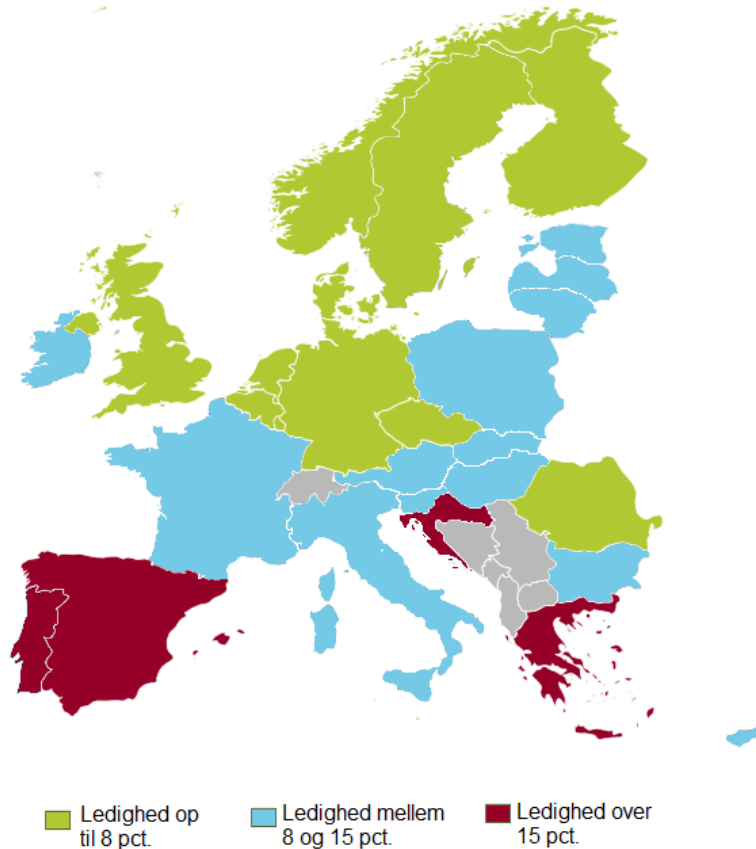 Ledighed op
til 8 pct.
Ledighed mellem
8 og 15 pct.
Ledighed over
15 pct.